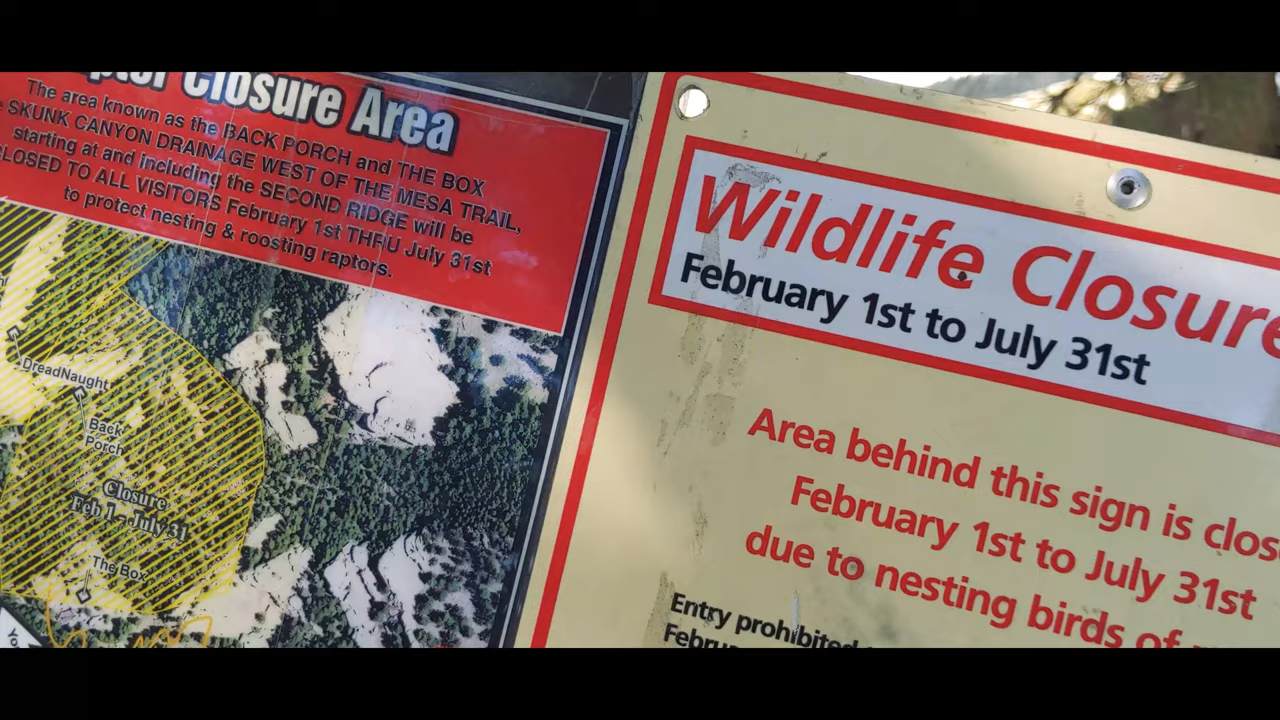 Closure Area
The area known as the BACK PORCH and THE BOX
SKUNK CANYON DRAINAGE WEST OF THE MESA TRAIL,
starting at and including the SECOND RIDGE will be
CLOSED TO ALL VISITORS February 1st THRU July 31st
to protect nesting & roosting raptors.
DreadNaught
Back
Porch
Closure
Feb 1 - July 31
The Box
Wildlife Closure
February 1st to July 31st
Area behind this sign is
February 1st to July 31st
due to nesting birds of
Entry prohibited